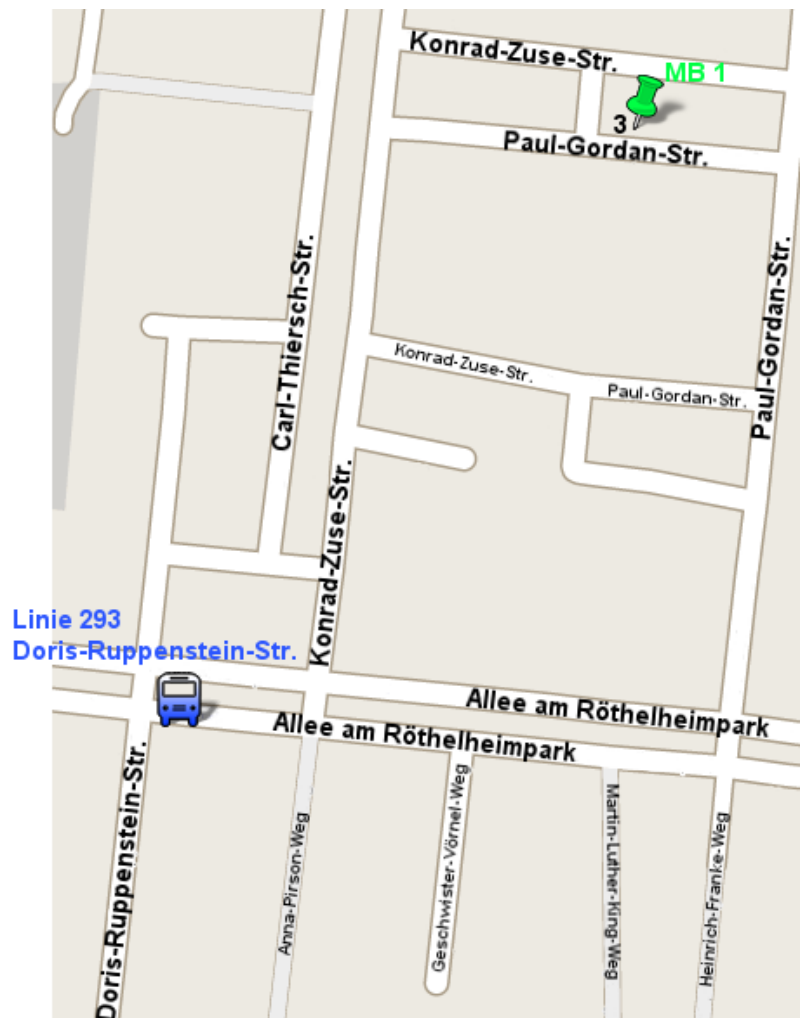 Konrad-Zuse-Str.
MB 1
3
Paul-Gordan-Str.
Carl-Thiersch-Str.
Paul-Gordan-Str.
Konrad-Zuse-Str.
Paul-Gordan-Str.
Konrad-Zuse-Str.
Linie 293
Doris-Ruppenstein-Str.
Allee am Röthelheimpark
Allee am Röthelheimpark
Doris-Ruppenstein-Str.
Anna-Pirson-Weg
Geschwister-Vörnel-Weg
Martin-Luther-King-Weg
Heinrich-Franke-Weg